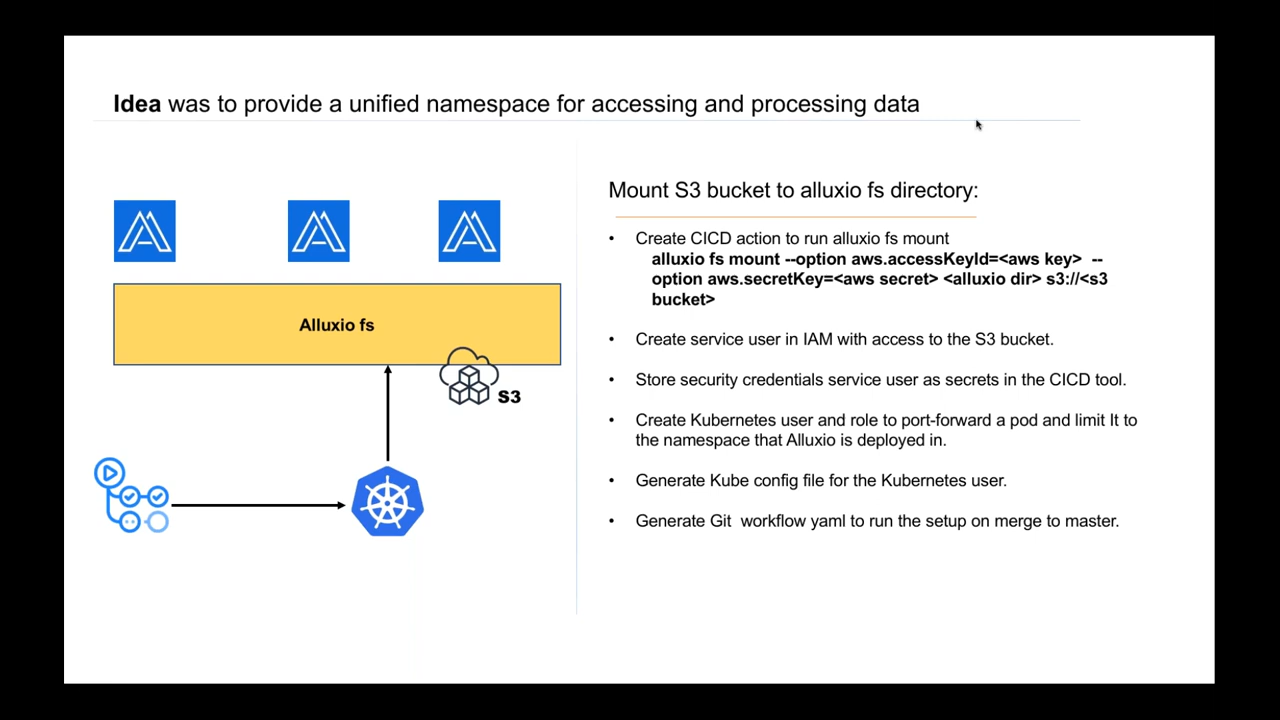 Idea was to provide a unified namespace for accessing and processing data
Mount S3 bucket to alluxio fs directory:
• Create CICD action to run alluxio fs mount
alluxio fs mount --option aws.accessKeyId=<aws key>  --
option aws.secretKey=<aws secret> <alluxio dir> s3://<s3
bucket>
Alluxio fs
• Create service user in IAM with access to the S3 bucket.
• Store security credentials service user as secrets in the CICD tool.
S3
• Create Kubernetes user and role to port-forward a pod and limit It to
the namespace that Alluxio is deployed in.
• Generate Kube config file for the Kubernetes user.
• Generate Git  workflow yaml to run the setup on merge to master.